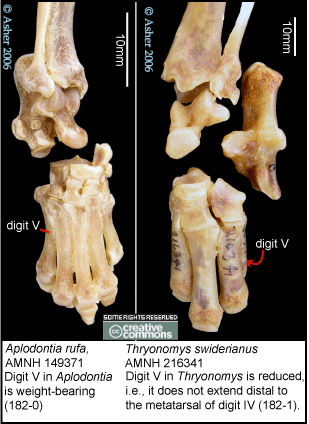 © Asher 2006
10mm
digit V
© Asher 2006
10mm
digit V
216341
SOME RIGHTS RESERVED
creative
commons
Aplodontia rufa,
AMNH 149371
Digit V in Aplodontia
is weight-bearing
(182-0)
Thryonomys swiderianus
AMNH 216341
Digit V in Thryonomys is reduced,
i.e., it does not extend distal to
the metatarsal of digit IV (182-1).